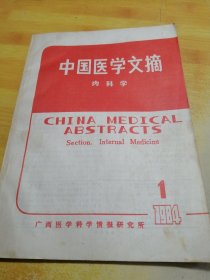 中国医学文摘
内科学
CHINA MEDICAL
ABSTRACTS
Section. Internal Medicine
1
1984
广西医学科学情报研究所